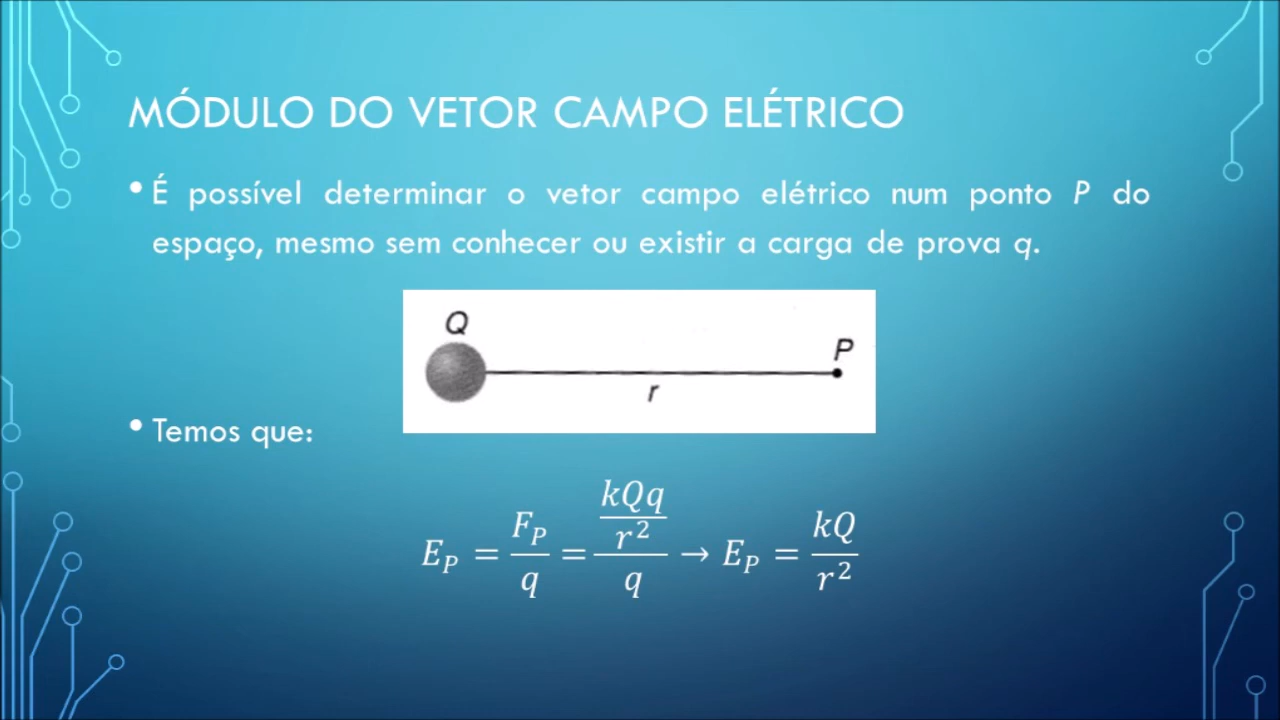 MÓDULO DO VETOR CAMPO ELÉTRICO
• É possível determinar o vetor campo elétrico num ponto P do
espaço, mesmo sem conhecer ou existir a carga de prova q.
Q
P
r
• Temos que:
E_P = F_P/q = (kQq/r²)/q → E_P = kQ/r²